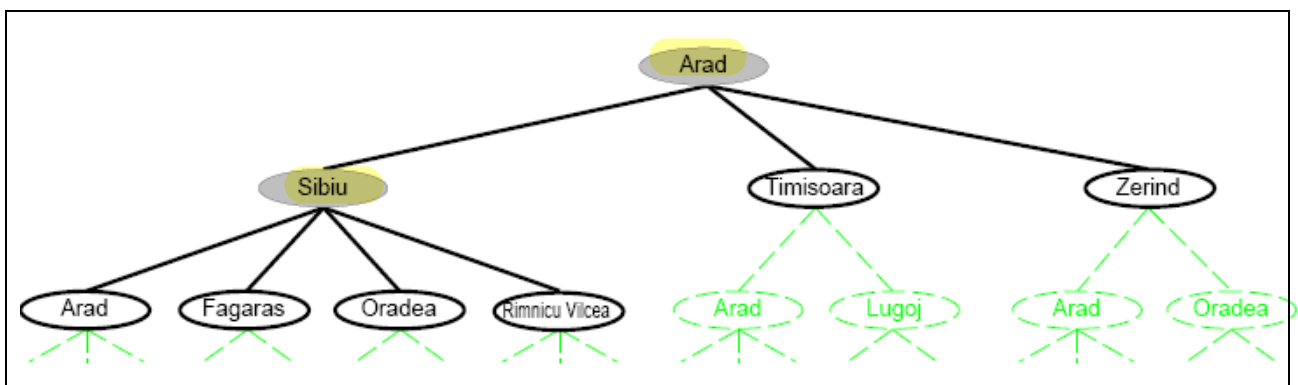 Arad
Sibiu Timisoara Zerind
Arad Fagaras Oradea Rimnicu Vilcea Arad Lugoj Arad Oradea